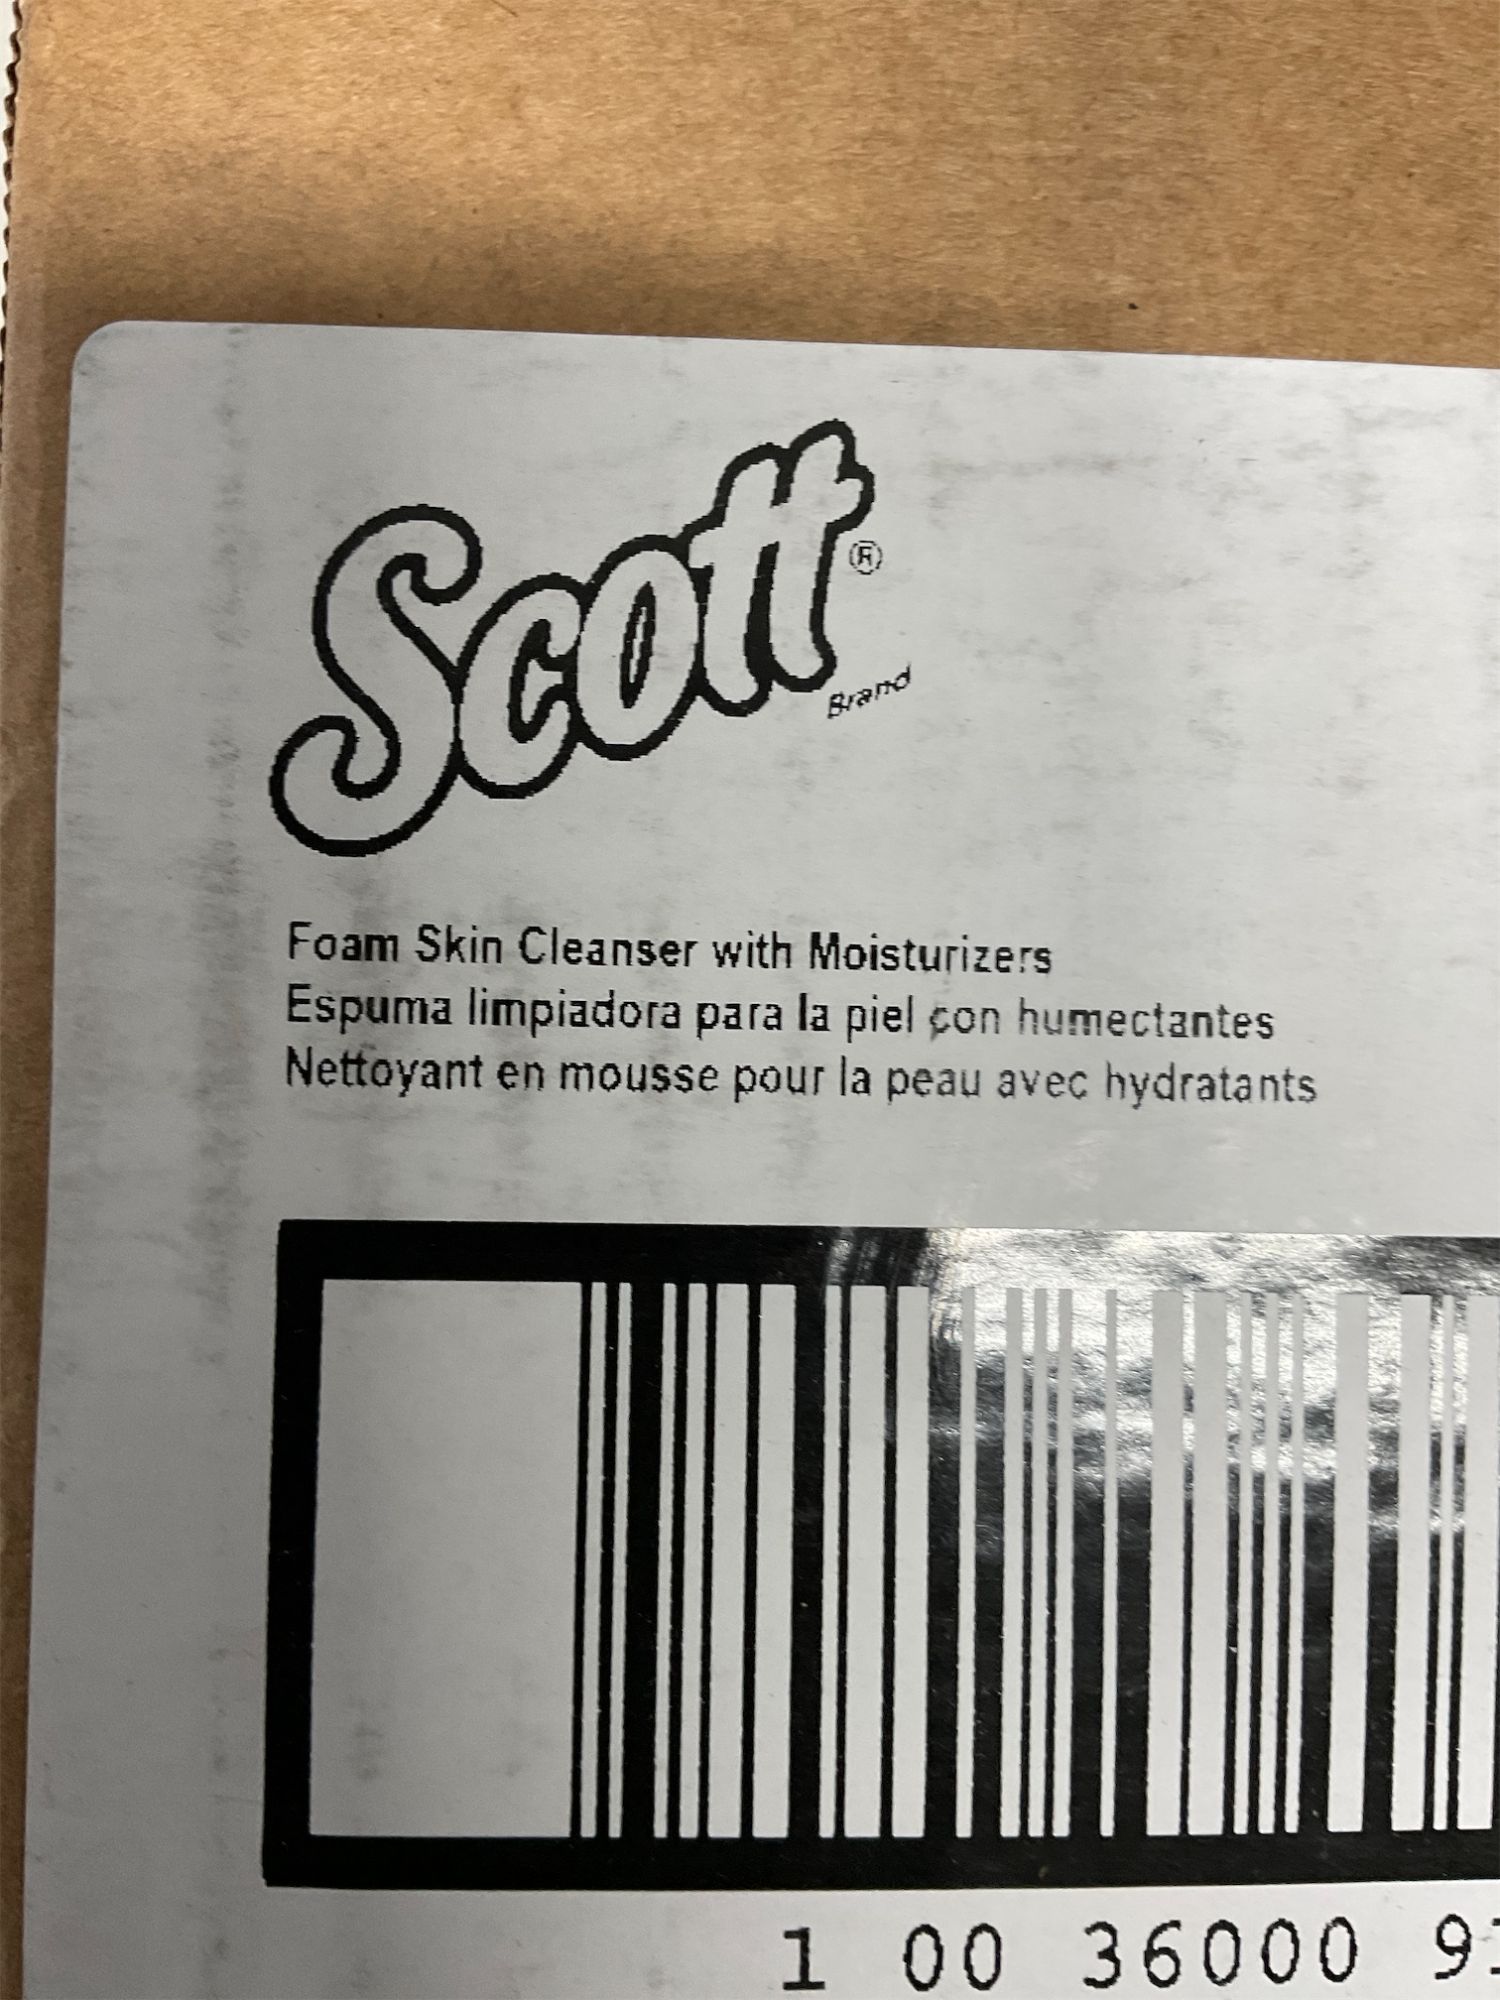 Scott®
Brand
Foam Skin Cleanser with Moisturizers
Espuma limpiadora para la piel con humectantes
Nettoyant en mousse pour la peau avec hydratants
1 00 36000 9